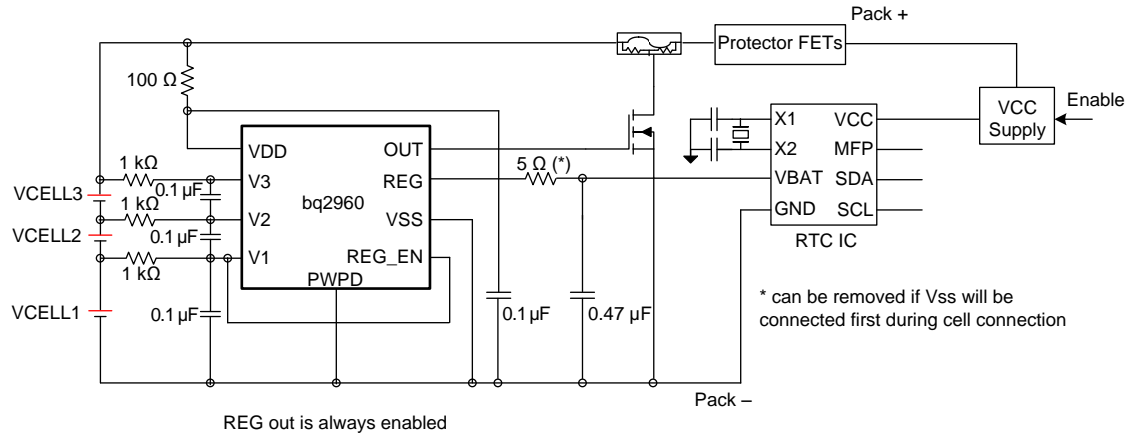 Pack +
Protector FETs
100 Ω
VCC
Supply
Enable
X1
VCC
X2
MFP
VBAT
SDA
GND
SCL
RTC IC
VDD
OUT
5 Ω (*)
1 kΩ
0.1 µF
V3
REG
bq2960
VCELL3
1 kΩ
V2
VSS
VCELL2
0.1 µF
V1
REG_EN
1 kΩ
PWPD
VCELL1
0.1 µF
0.1 µF
0.47 µF
* can be removed if Vss will be
connected first during cell connection
Pack –
REG out is always enabled